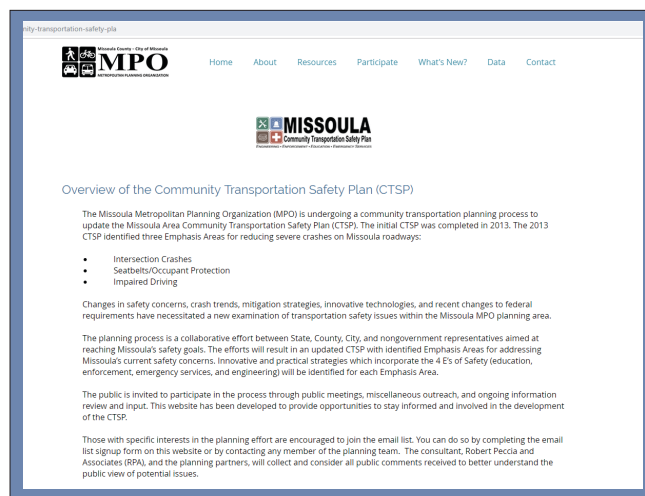 nity-transportation-safety-pla
Missoula County - City of Missoula
MPO
METROPOLITAN PLANNING ORGANIZATION
Home About Resources Participate What's New? Data Contact
MISSOULA
Community Transportation Safety Plan
Engineering • Enforcement • Education • Emergency Services
Overview of the Community Transportation Safety Plan (CTSP)
The Missoula Metropolitan Planning Organization (MPO) is undergoing a community transportation planning process to
update the Missoula Area Community Transportation Safety Plan (CTSP). The initial CTSP was completed in 2013. The 2013
CTSP identified three Emphasis Areas for reducing severe crashes on Missoula roadways:
• Intersection Crashes
• Seatbelts/Occupant Protection
• Impaired Driving
Changes in safety concerns, crash trends, mitigation strategies, innovative technologies, and recent changes to federal
requirements have necessitated a new examination of transportation safety issues within the Missoula MPO planning area.
The planning process is a collaborative effort between State, County, City, and nongovernment representatives aimed at
reaching Missoula's safety goals. The efforts will result in an updated CTSP with identified Emphasis Areas for addressing
Missoula's current safety concerns. Innovative and practical strategies which incorporate the 4 E's of Safety (education,
enforcement, emergency services, and engineering) will be identified for each Emphasis Area.
The public is invited to participate in the process through public meetings, miscellaneous outreach, and ongoing information
review and input. This website has been developed to provide opportunities to stay informed and involved in the development
of the CTSP.
Those with specific interests in the planning effort are encouraged to join the email list. You can do so by completing the email
list signup form on this website or by contacting any member of the planning team. The consultant, Robert Peccia and
Associates (RPA), and the planning partners, will collect and consider all public comments received to better understand the
public view of potential issues.